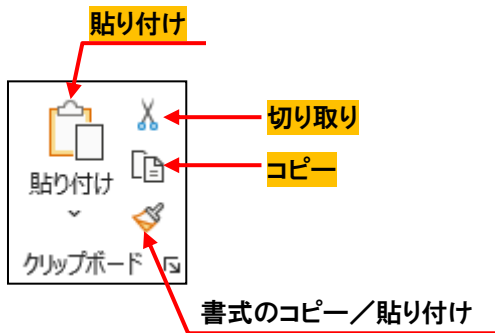 貼り付け
切り取り
コピー
貼り付け
クリップボード
書式のコピー／貼り付け